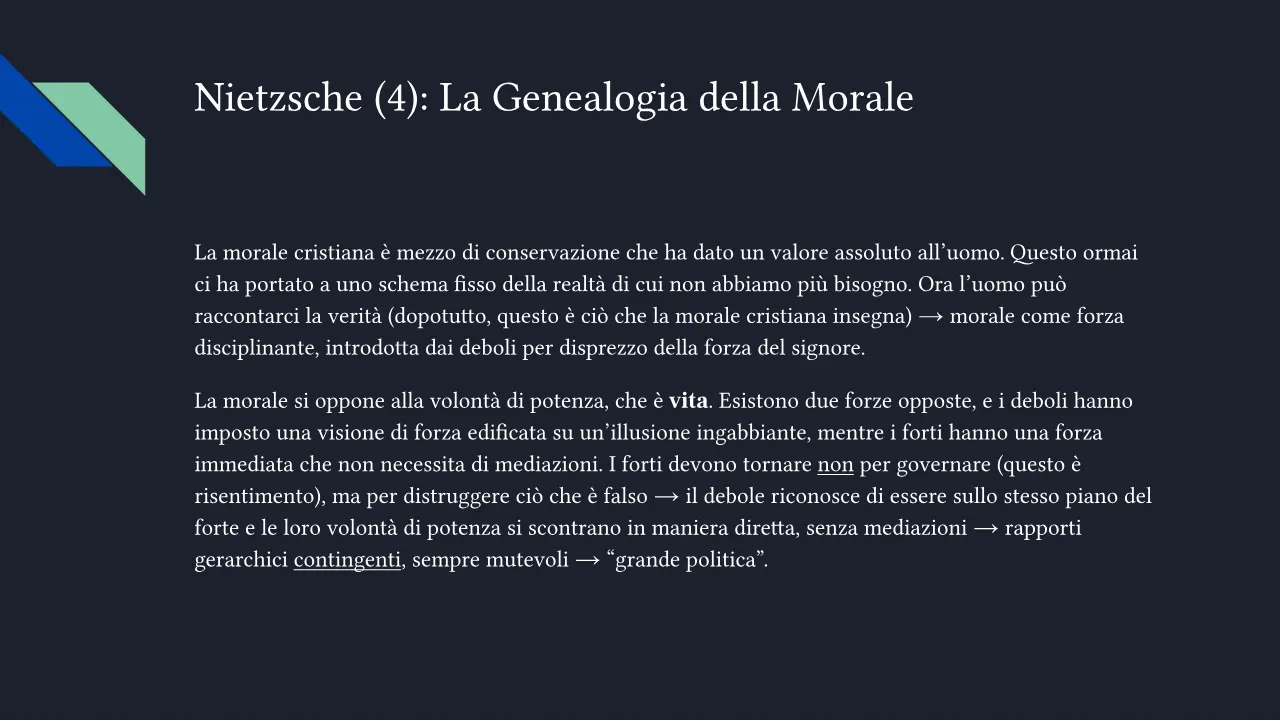 Nietzsche (4): La Genealogia della Morale
La morale cristiana è mezzo di conservazione che ha dato un valore assoluto all’uomo. Questo ormai
ci ha portato a uno schema fisso della realtà di cui non abbiamo più bisogno. Ora l’uomo può
raccontarci la verità (dopotutto, questo è ciò che la morale cristiana insegna) → morale come forza
disciplinante, introdotta dai deboli per disprezzo della forza del signore.
La morale si oppone alla volontà di potenza, che è vita. Esistono due forze opposte, e i deboli hanno
imposto una visione di forza edificata su un’illusione ingabbiante, mentre i forti hanno una forza
immediata che non necessita di mediazioni. I forti devono tornare non per governare (questo è
risentimento), ma per distruggere ciò che è falso → il debole riconosce di essere sullo stesso piano del
forte e le loro volontà di potenza si scontrano in maniera diretta, senza mediazioni → rapporti
gerarchici contingenti, sempre mutevoli → “grande politica”.